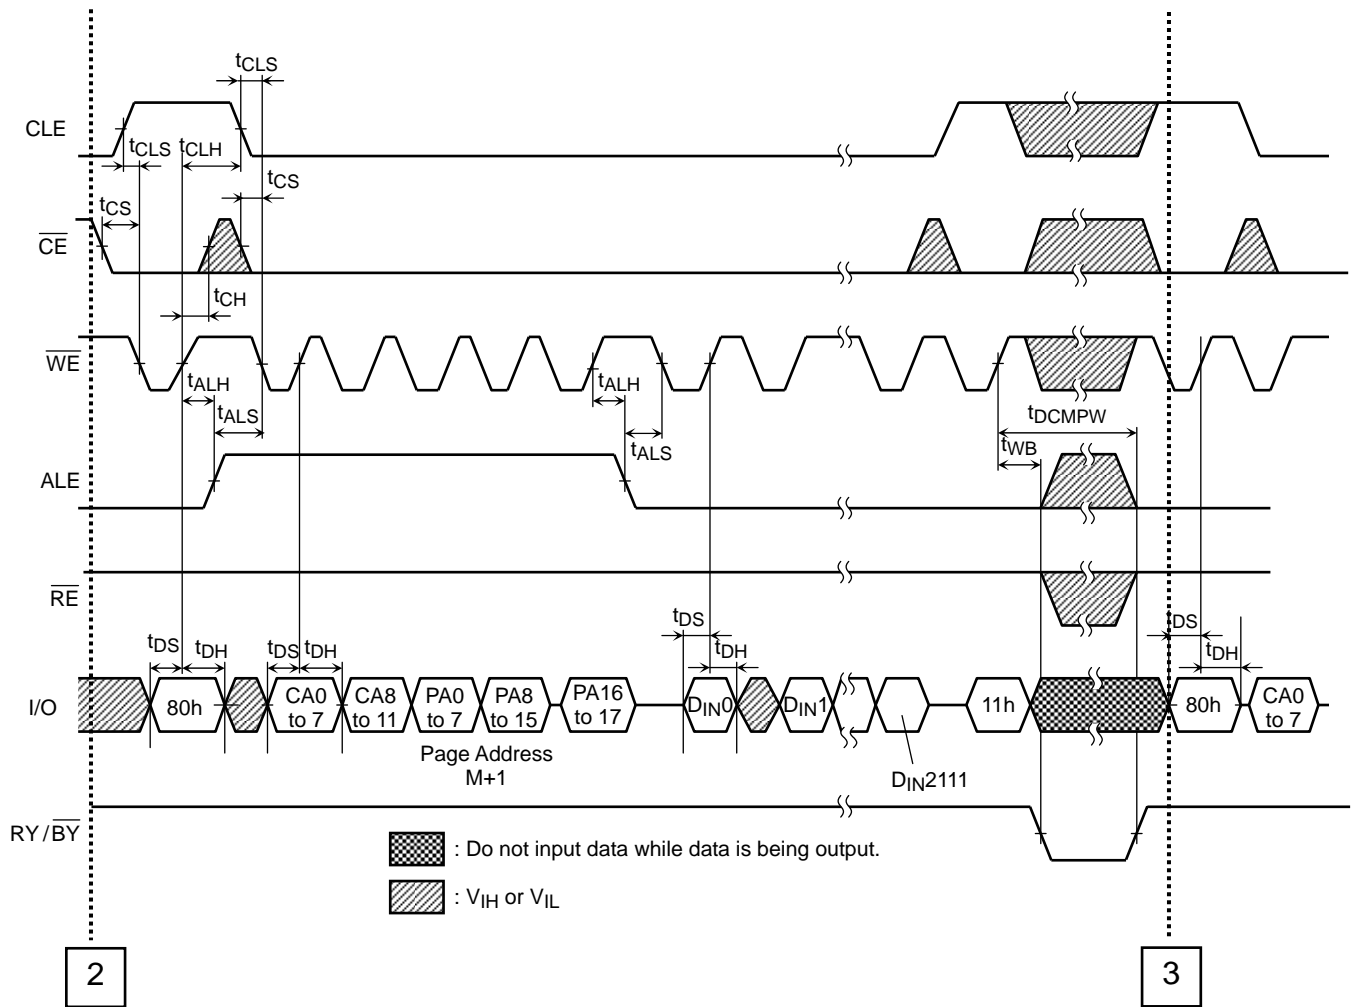 tCLS
CLE
tCLS
tCLH
tCS
tCS
CE
tCH
WE
tALH
tALS
tALH
tALS
tDCMPW
tWB
ALE
RE
tDS
tDH
tDS
tDH
tDS
tDH
tDS
tDH
I/O
80h
CA0
to 7
CA8
to 11
PA0
to 7
PA8
to 15
PA16
to 17
DIN0
DIN1
11h
80h
CA0
to 7
Page Address
M+1
DIN2111
RY/BY
: Do not input data while data is being output.
: VIH or VIL
2
3